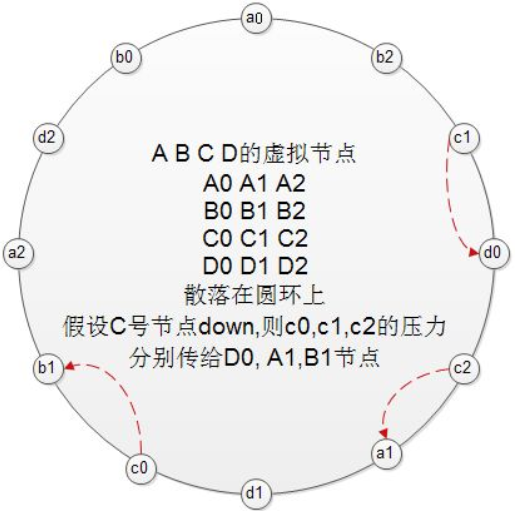 a0
b0
b2
d2
c1
A B C D的虚拟节点
A0 A1 A2
B0 B1 B2
C0 C1 C2
D0 D1 D2
a2
d0
散落在圆环上
假设C号节点down,则c0,c1,c2的压力
分别传给D0, A1,B1节点
b1
c2
a1
c0
d1